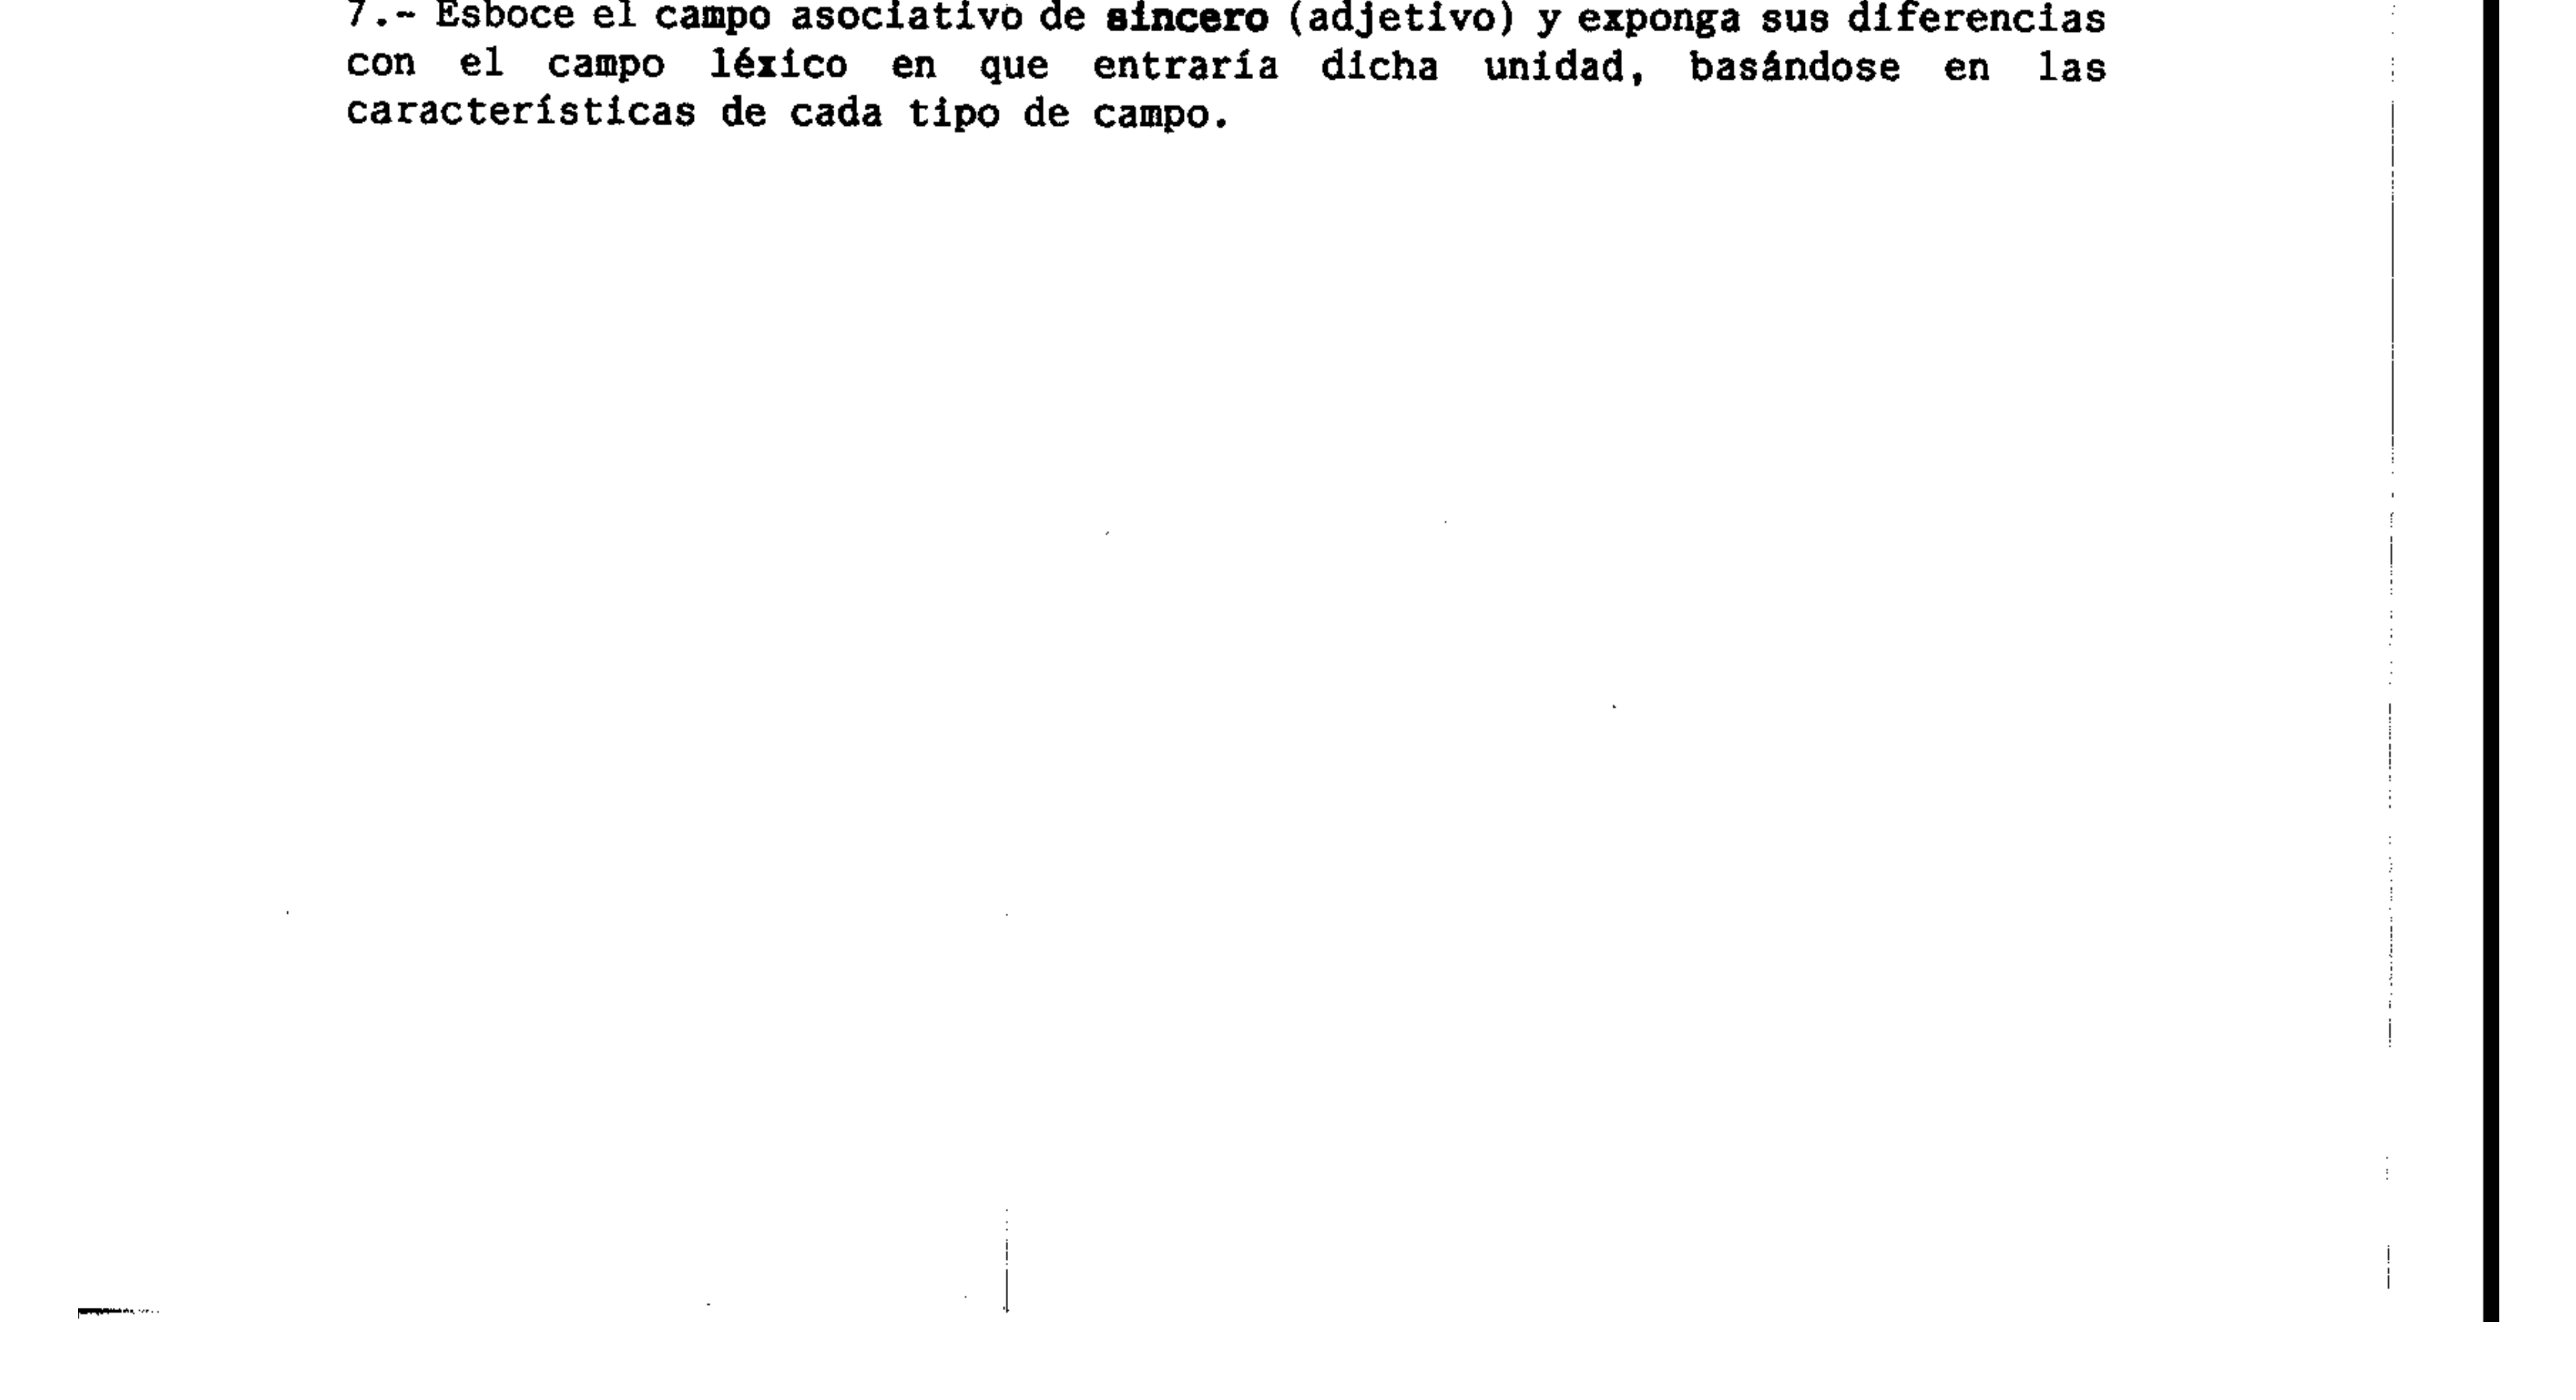 7.- Esboce el campo asociativo de sincero (adjetivo) y exponga sus diferencias
con el campo léxico en que entraría dicha unidad, basándose en las
características de cada tipo de campo.